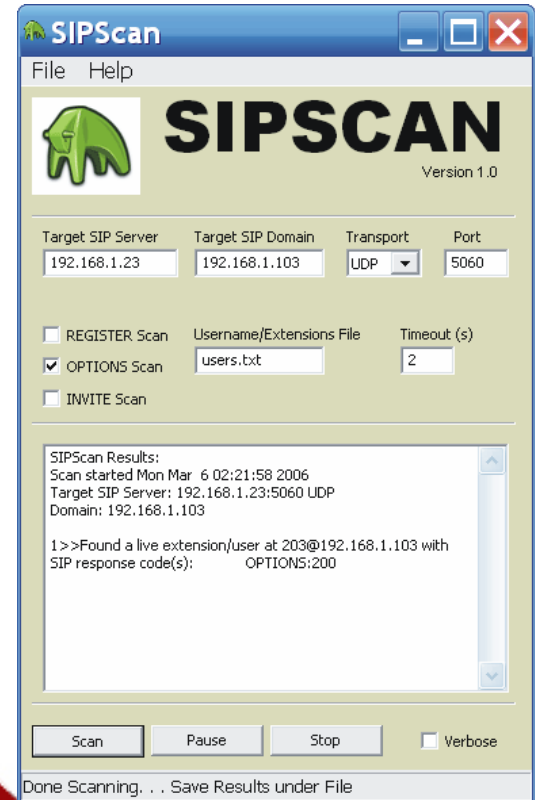 SIPScan
File Help
SIPSCAN
Version 1.0
Target SIP Server Target SIP Domain Transport Port
192.168.1.23 192.168.1.103 UDP 5060
REGISTER Scan Username/Extensions File Timeout (s)
OPTIONS Scan users.txt 2
INVITE Scan
SIPScan Results:
Scan started Mon Mar 6 02:21:58 2006
Target SIP Server: 192.168.1.23:5060 UDP
Domain: 192.168.1.103
1>>Found a live extension/user at 203@192.168.1.103 with
SIP response code(s): OPTIONS:200
Scan Pause Stop Verbose
Done Scanning. . . Save Results under File